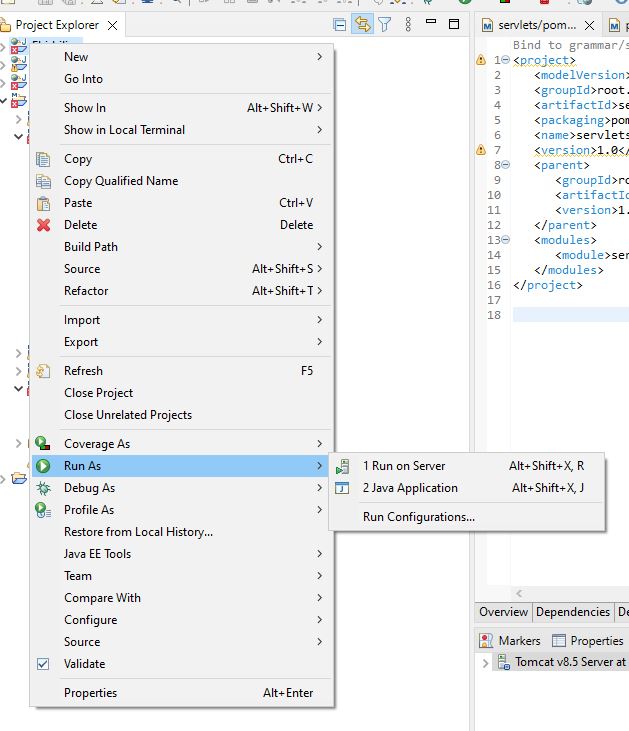 Project Explorer
servlets/pom...
New
Go Into
Show In Alt+Shift+W
Show in Local Terminal
Copy Ctrl+C
Copy Qualified Name
Paste Ctrl+V
Delete Delete
Build Path
Source Alt+Shift+S
Refactor Alt+Shift+T
Import
Export
Refresh F5
Close Project
Close Unrelated Projects
Coverage As
Run As
Debug As
Profile As
Restore from Local History...
Java EE Tools
Team
Compare With
Configure
Source
Validate
Properties Alt+Enter
1 Run on Server Alt+Shift+X, R
2 Java Application Alt+Shift+X, J
Run Configurations...
Bind to grammar/s
1 <project>
2 <modelVersion>
3 <groupId>root.
4 <artifactId>se
5 <packaging>pom
6 <name>servlets
7 <version>1.0</
8 <parent>
9 <groupId>ro
10 <artifactId
11 <version>1.
12 </parent>
13 <modules>
14 <module>ser
15 </modules>
16 </project>
17
18
Overview Dependencies De
Markers Properties
Tomcat v8.5 Server at